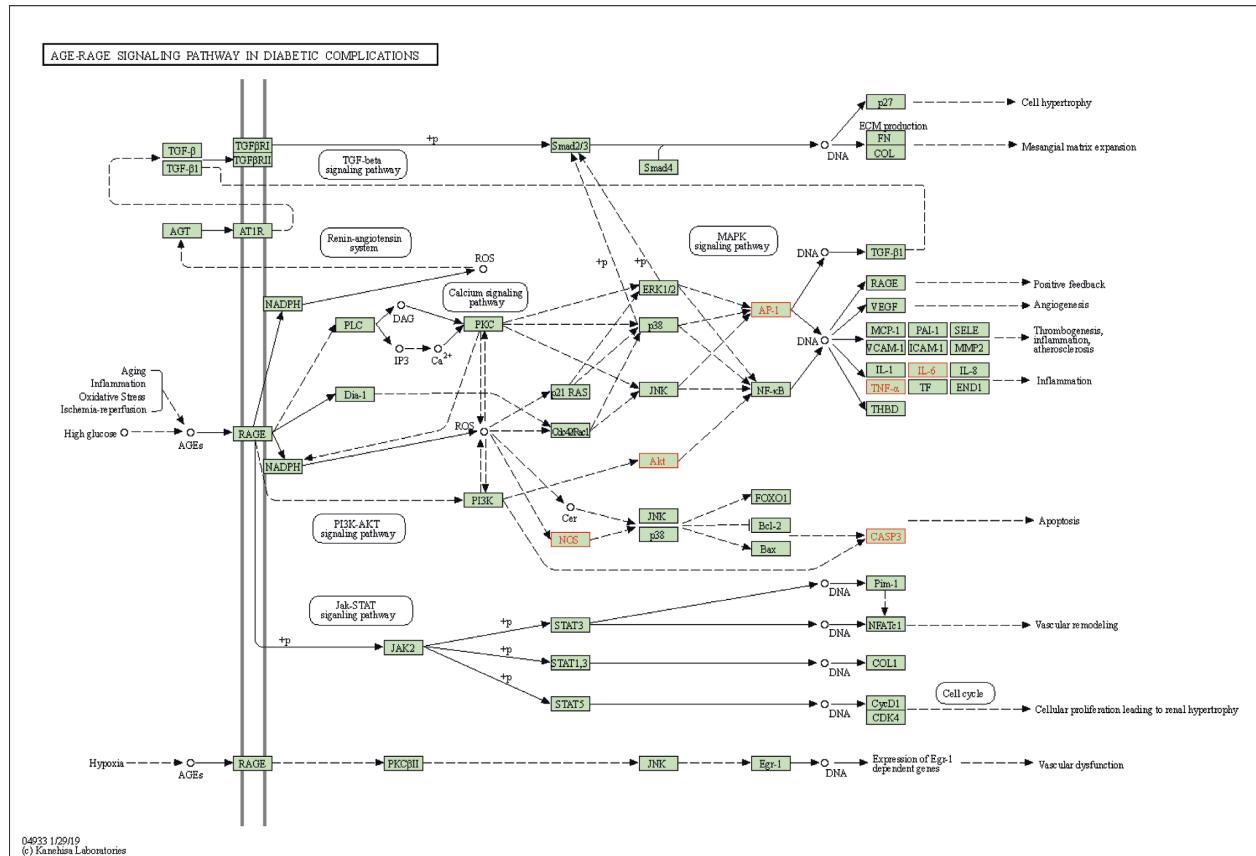 AGE-RAGE SIGNALING PATHWAY IN DIABETIC COMPLICATIONS
p27
Cell hypertrophy
ECM production
TGF-β
TGFβRI
+p
Smad2/3
DNA
FN
Mesangial matrix expansion
TGF-β1
TGFβRII
TGF-beta
signaling pathway
Smad4
COL
AGT
AT1R
Renin-angiotensin
system
MAPK
signaling pathway
DNA
TGF-β1
ROS
+p
+p
NADPH
Calcium signaling
pathway
ERK1/2
RAGE
Positive feedback
DAG
AP-1
VEGF
Angiogenesis
PLC
PKC
p38
MCP-1
PAI-1
SELE
Thrombogenesis,
inflammation,
atherosclerosis
IP3
Ca2+
DNA
VCAM-1
ICAM-1
MMP2
Aging
Inflammation
Oxidative Stress
Ischemia-reperfusion
IL-1
IL-6
IL-8
Inflammation
Dia-1
p21 RAS
JNK
NF-κB
TNF-α
TF
END1
THBD
High glucose
AGEs
RAGE
ROS
Cdc42/Rac1
NADPH
Akt
PI3K
FOXO1
Cer
JNK
PI3K-AKT
signaling pathway
Bcl-2
Apoptosis
NOS
p38
CASP3
Bax
Jak-STAT
siganling pathway
DNA
Pim-1
+p
+p
STAT3
DNA
NFATc1
Vascular remodeling
JAK2
+p
STAT1,3
DNA
COL1
+p
STAT5
DNA
CycD1
CDK4
Cell cycle
Cellular proliferation leading to renal hypertrophy
Hypoxia
AGEs
RAGE
PKCβII
JNK
Egr-1
DNA
Expression of Egr-1
dependent genes
Vascular dysfunction
04933 1/29/19
(c) Kanehisa Laboratories